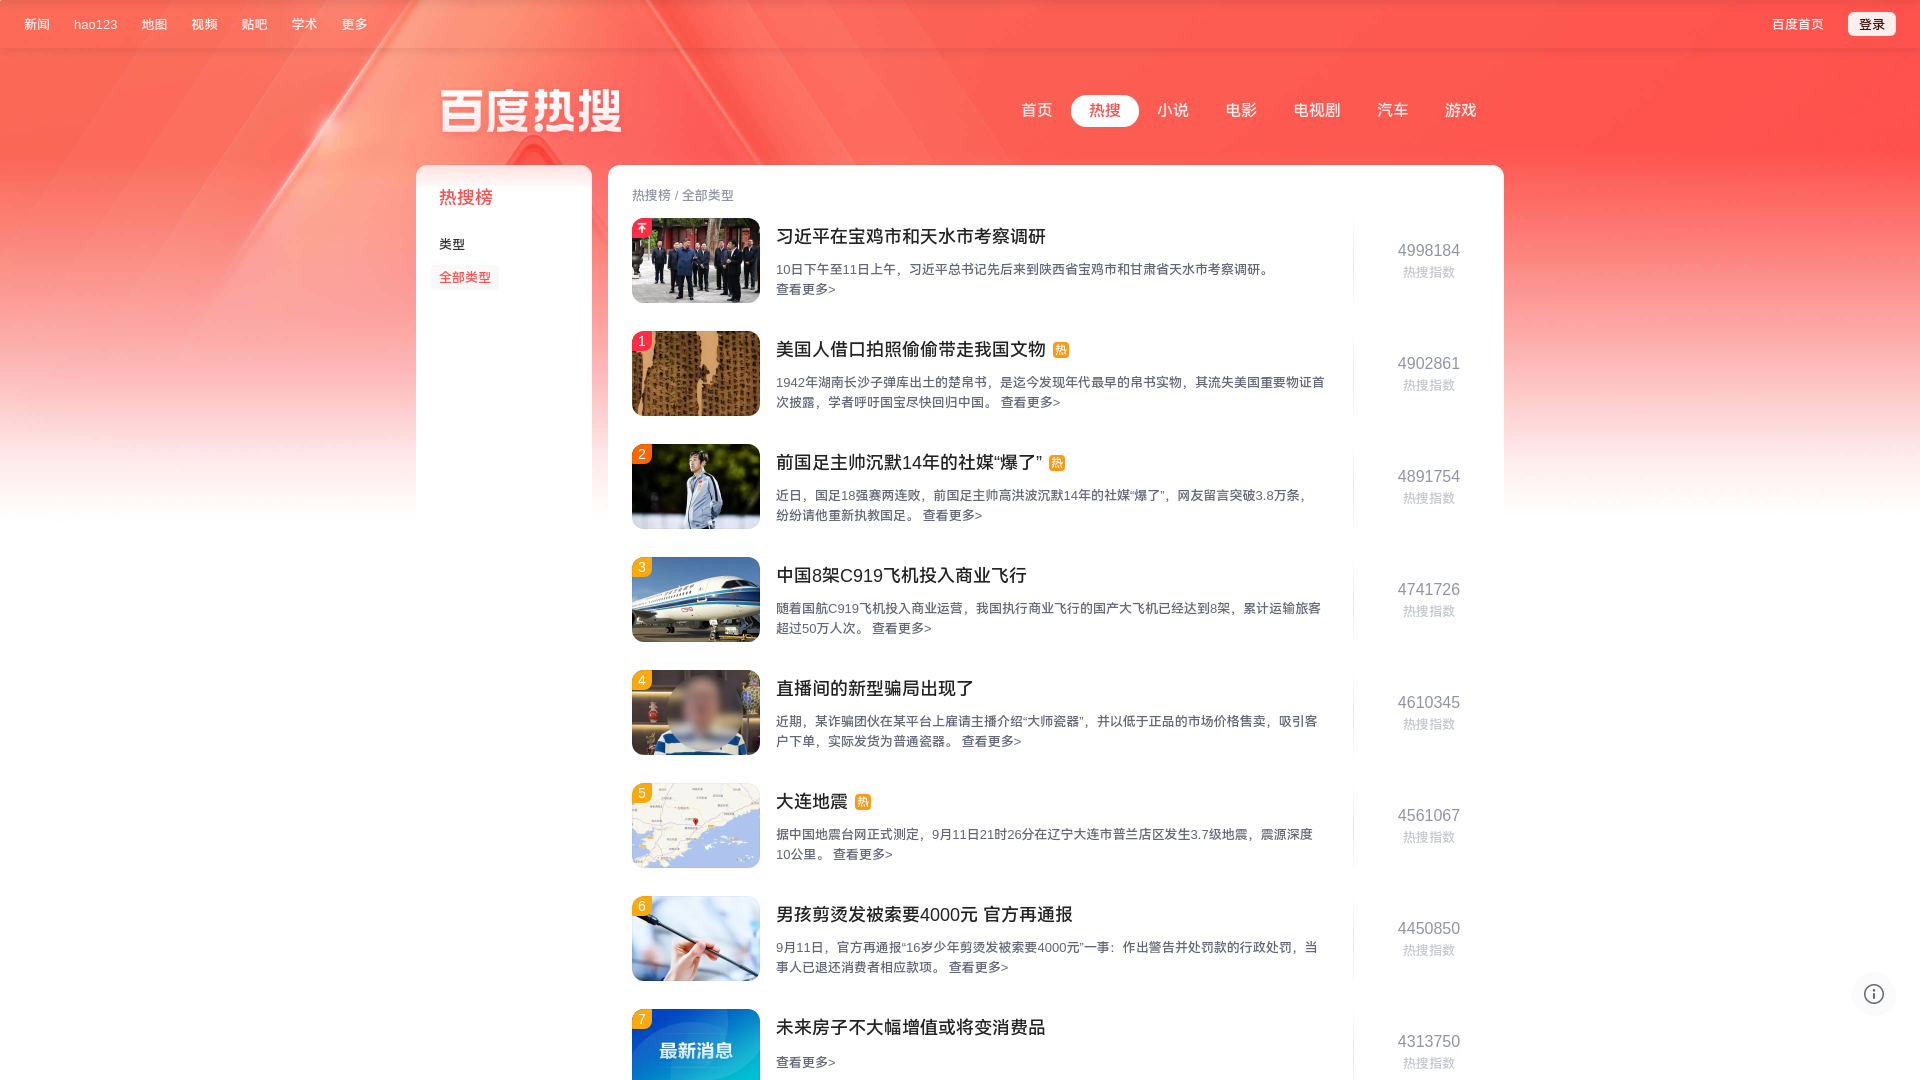 新闻
hao123
地图
视频
贴吧
学术
更多
百度首页
登录
百度热搜
首页
热搜
小说
电影
电视剧
汽车
游戏
热搜榜
类型
全部类型
热搜榜 / 全部类型
习近平在宝鸡市和天水市考察调研
10日下午至11日上午，习近平总书记先后来到陕西省宝鸡市和甘肃省天水市考察调研。
查看更多>
4998184
热搜指数
1
美国人借口拍照偷偷带走我国文物 热
1942年湖南长沙子弹库出土的楚帛书，是迄今发现年代最早的帛书实物，其流失美国重要物证首
次披露，学者呼吁国宝尽快回归中国。 查看更多>
4902861
热搜指数
2
前国足主帅沉默14年的社媒“爆了” 热
近日，国足18强赛两连败，前国足主帅高洪波沉默14年的社媒“爆了”，网友留言突破3.8万条，
纷纷请他重新执教国足。 查看更多>
4891754
热搜指数
3
中国8架C919飞机投入商业飞行
随着国航C919飞机投入商业运营，我国执行商业飞行的国产大飞机已经达到8架，累计运输旅客
超过50万人次。 查看更多>
4741726
热搜指数
4
直播间的新型骗局出现了
近期，某诈骗团伙在某平台上雇请主播介绍“大师瓷器”，并以低于正品的市场价格售卖，吸引客
户下单，实际发货为普通瓷器。 查看更多>
4610345
热搜指数
5
大连地震 热
据中国地震台网正式测定，9月11日21时26分在辽宁大连市普兰店区发生3.7级地震，震源深度
10公里。 查看更多>
4561067
热搜指数
6
男孩剪烫发被索要4000元 官方再通报
9月11日，官方再通报“16岁少年剪烫发被索要4000元”一事：作出警告并处罚款的行政处罚，当
事人已退还消费者相应款项。 查看更多>
4450850
热搜指数
7
最新消息
未来房子不大幅增值或将变消费品
查看更多>
4313750
热搜指数